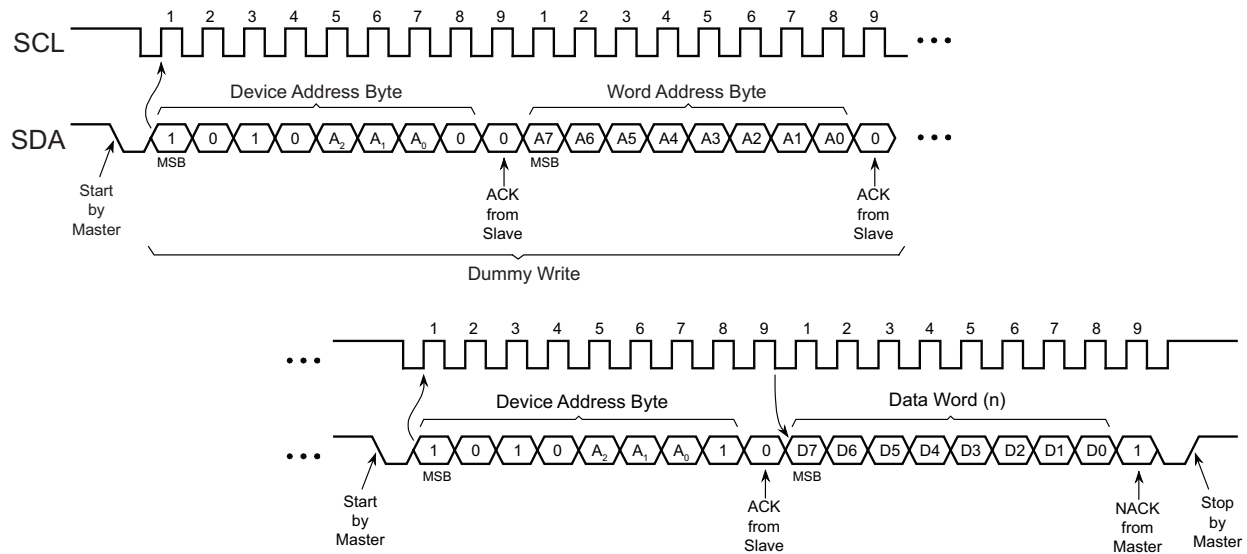 1 2 3 4 5 6 7 8 9 1 2 3 4 5 6 7 8 9
SCL
Device Address Byte Word Address Byte
SDA 1 0 1 0 A₂ A₁ A₀ 0 0 A7 A6 A5 A4 A3 A2 A1 A0 0
MSB MSB
Start
by
Master
ACK
from
Slave
ACK
from
Slave
Dummy Write
1 2 3 4 5 6 7 8 9 1 2 3 4 5 6 7 8 9
Device Address Byte Data Word (n)
1 0 1 0 A₂ A₁ A₀ 1 0 D7 D6 D5 D4 D3 D2 D1 D0 1
MSB MSB
Start
by
Master
ACK
from
Slave
NACK
from
Master
Stop
by
Master